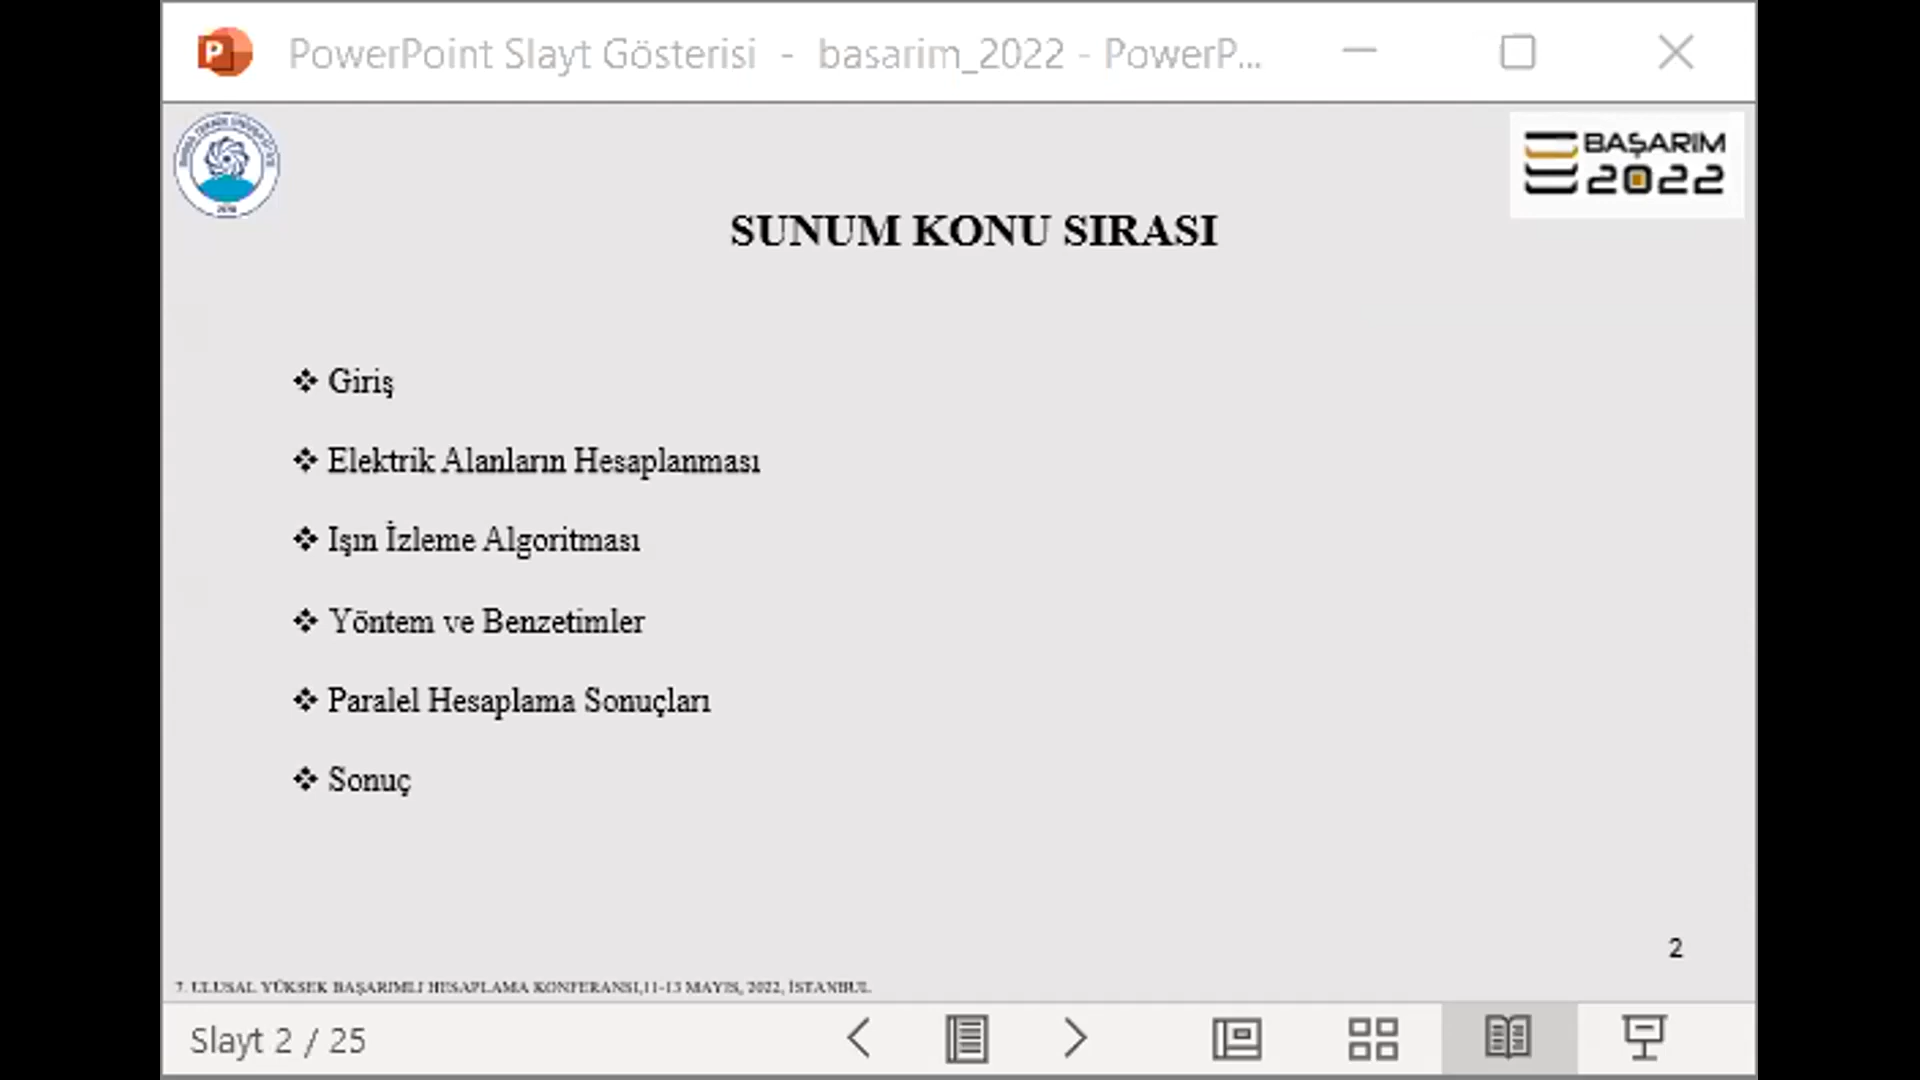 PowerPoint Slayt Gösterisi - basarim_2022 - PowerP...
BAŞARIM
2022
SUNUM KONU SIRASI
❖ Giriş
❖ Elektrik Alanların Hesaplanması
❖ Işın İzleme Algoritması
❖ Yöntem ve Benzetimler
❖ Paralel Hesaplama Sonuçları
❖ Sonuç
2
7. ULUSAL YÜKSEK BAŞARIMLI HESAPLAMA KONFERANSI,11-13 MAYIS, 2022, İSTANBUL
Slayt 2 / 25